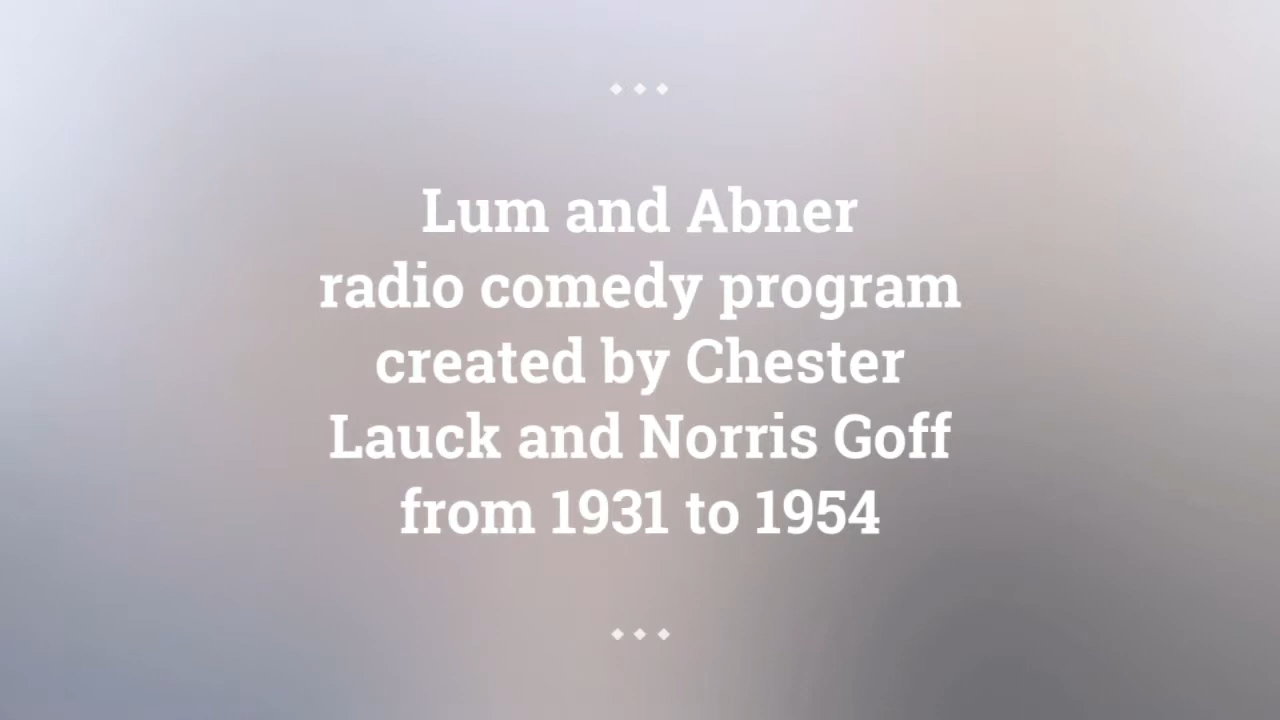 Lum and Abner
radio comedy program
created by Chester
Lauck and Norris Goff
from 1931 to 1954